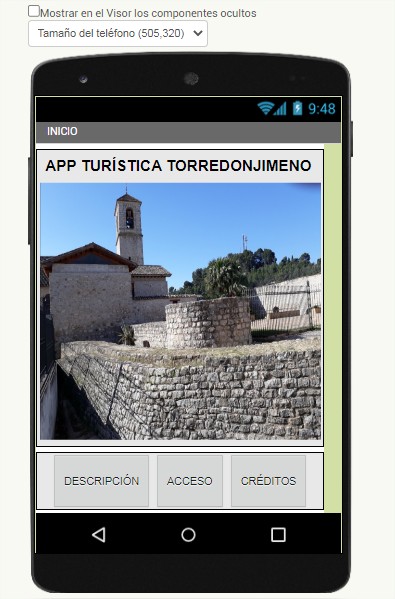 Mostrar en el Visor los componentes ocultos
Tamaño del teléfono (505,320)
9:48
INICIO
APP TURÍSTICA TORREDONJIMENO
DESCRIPCIÓN ACCESO CRÉDITOS